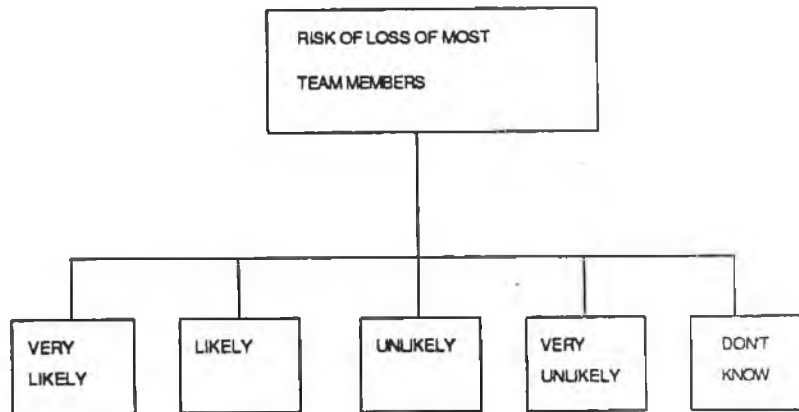 RISK OF LOSS OF MOST
TEAM MEMBERS
VERY
LIKELY
LIKELY
UNLIKELY
VERY
UNLIKELY
DON'T
KNOW